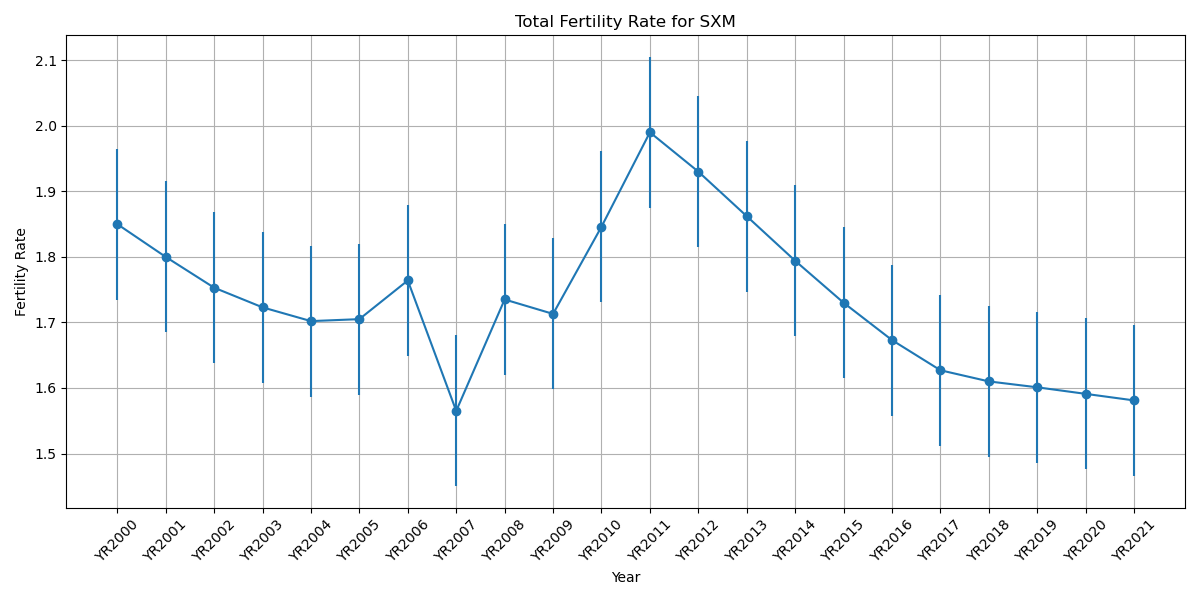 Total Fertility Rate for SXM
Fertility Rate
2.1
2.0
1.9
1.8
1.7
1.6
1.5
YR2000
YR2001
YR2002
YR2003
YR2004
YR2005
YR2006
YR2007
YR2008
YR2009
YR2010
YR2011
YR2012
YR2013
YR2014
YR2015
YR2016
YR2017
YR2018
YR2019
YR2020
YR2021
Year